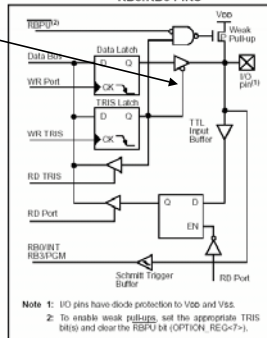 RBPU(2)
VDD
Weak
Pull-up
Data Bus
Data Latch
D Q
WR Port
CK
I/O
pin(1)
TRIS Latch
D Q
WR TRIS
CK
TTL
Input
Buffer
RD TRIS
RD Port
Q D
EN
RB0/INT
RB3/PGM
Schmitt Trigger
Buffer
RD Port
Note 1: I/O pins have diode protection to VDD and VSS.
2: To enable weak pull-ups, set the appropriate TRIS
bit(s) and clear the RBPU bit (OPTION_REG<7>).